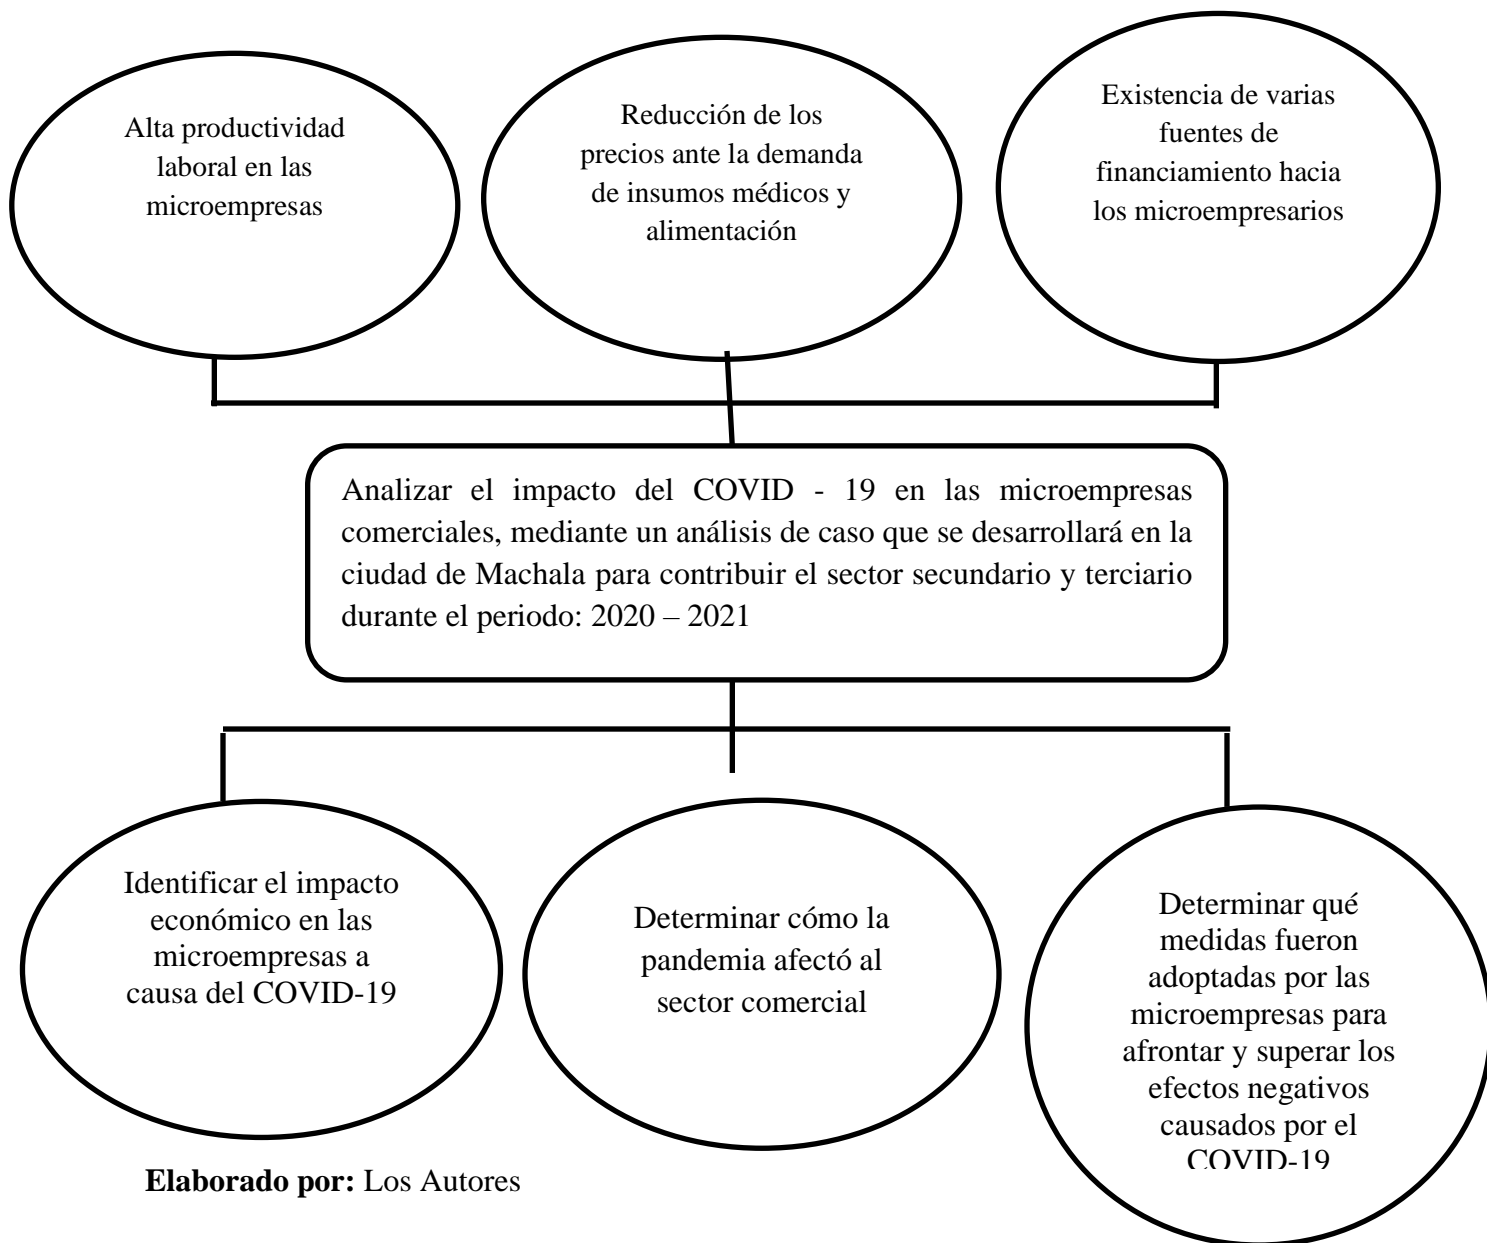 Alta productividad
laboral en las
microempresas
Reducción de los
precios ante la demanda
de insumos médicos y
alimentación
Existencia de varias
fuentes de
financiamiento hacia
los microempresarios
Analizar el impacto del COVID - 19 en las microempresas
comerciales, mediante un análisis de caso que se desarrollará en la
ciudad de Machala para contribuir el sector secundario y terciario
durante el periodo: 2020 – 2021
Identificar el impacto
económico en las
microempresas a
causa del COVID-19
Determinar cómo la
pandemia afectó al
sector comercial
Determinar qué
medidas fueron
adoptadas por las
microempresas para
afrontar y superar los
efectos negativos
causados por el
COVID-19
Elaborado por: Los Autores